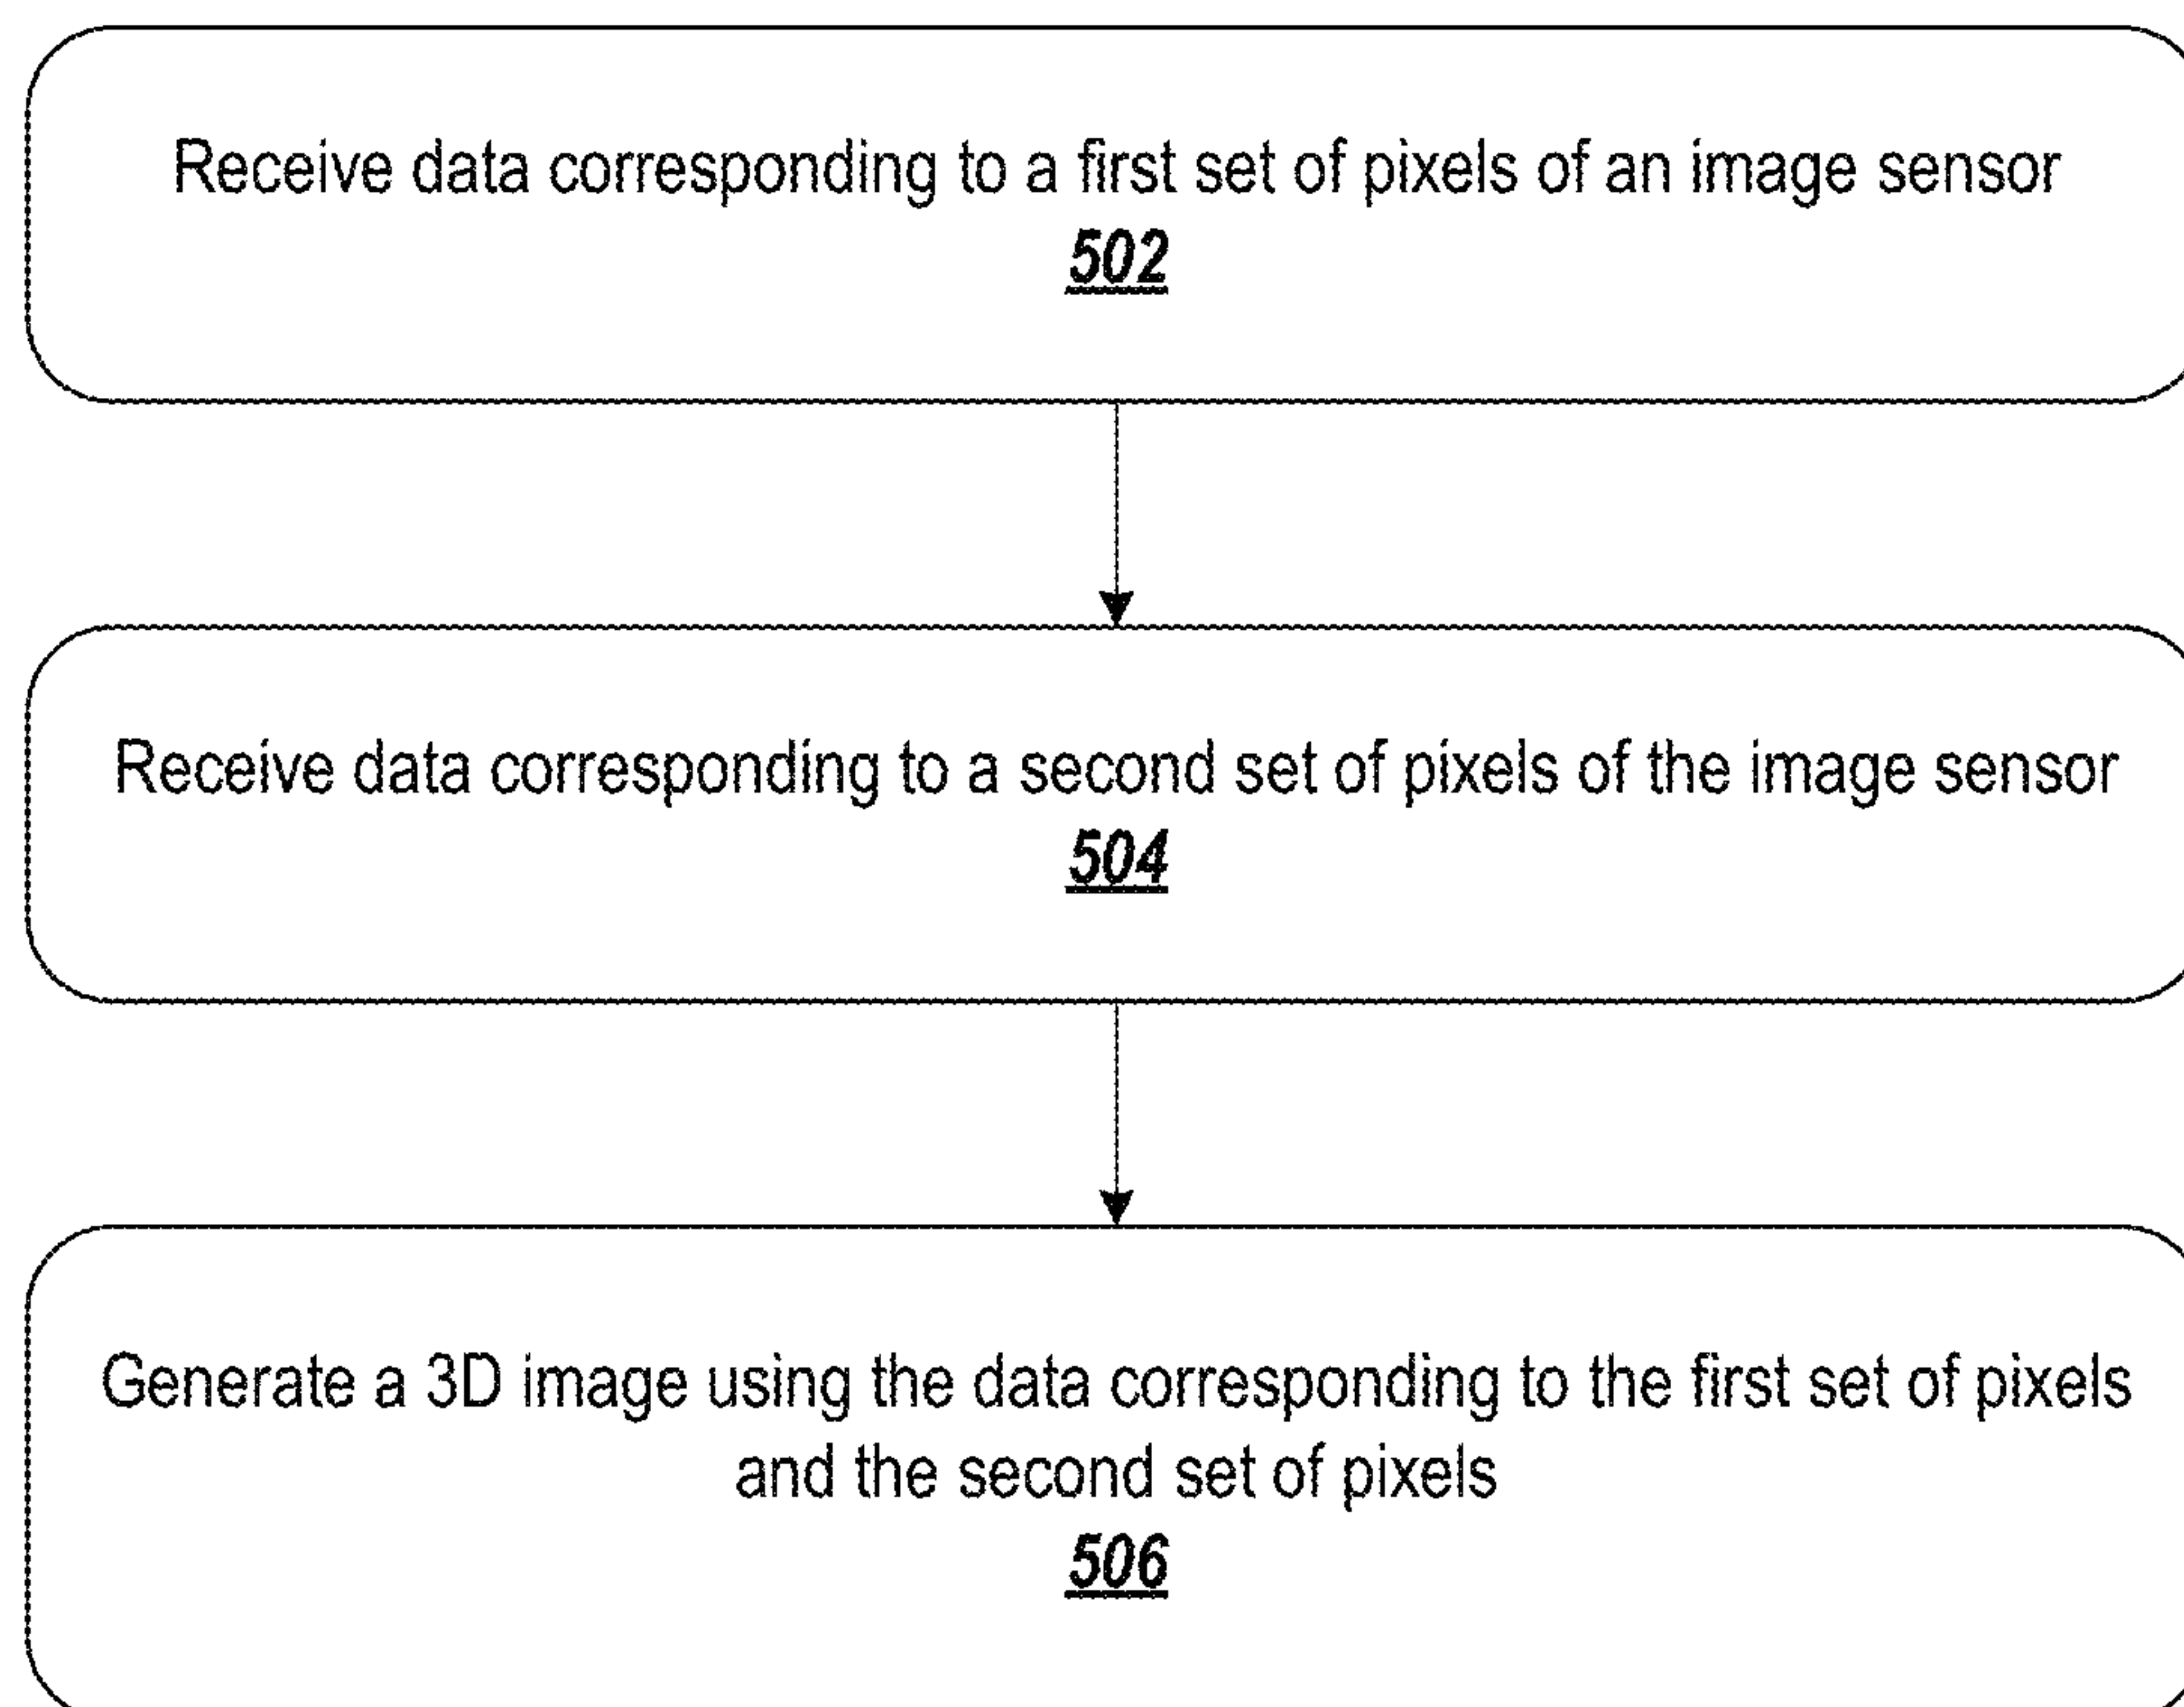 Receive data corresponding to a first set of pixels of an image sensor
502
Receive data corresponding to a second set of pixels of the image sensor
504
Generate a 3D image using the data corresponding to the first set of pixels
and the second set of pixels
506